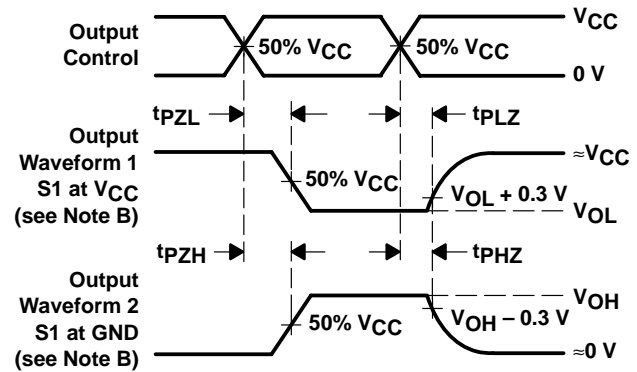 Output
Control
50% VCC
50% VCC
VCC
0 V
tPZL
tPLZ
Output
Waveform 1
S1 at VCC
(see Note B)
50% VCC
≈VCC
VOL + 0.3 V
VOL
tPZH
tPHZ
Output
Waveform 2
S1 at GND
(see Note B)
50% VCC
VOH
VOH – 0.3 V
≈0 V